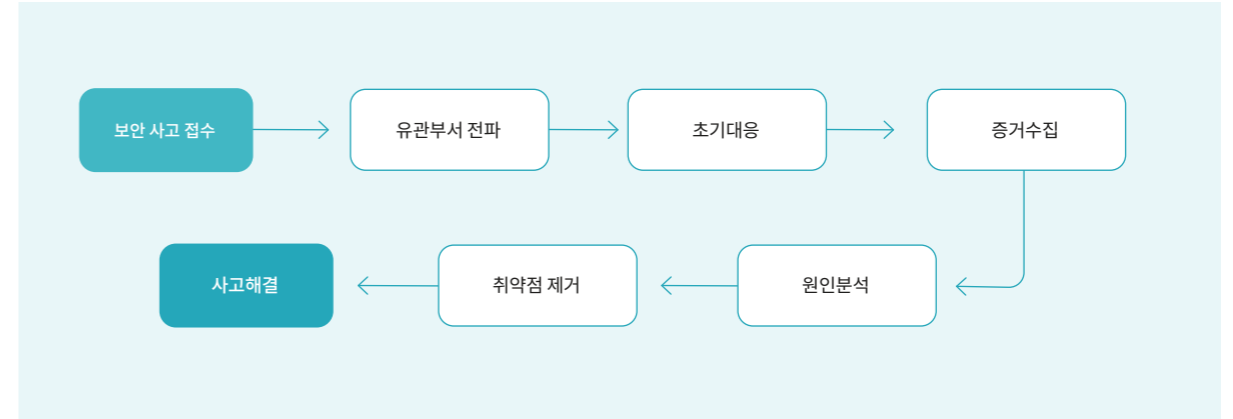 보안 사고 접수
유관부서 전파
초기대응
증거수집
원인분석
취약점 제거
사고해결